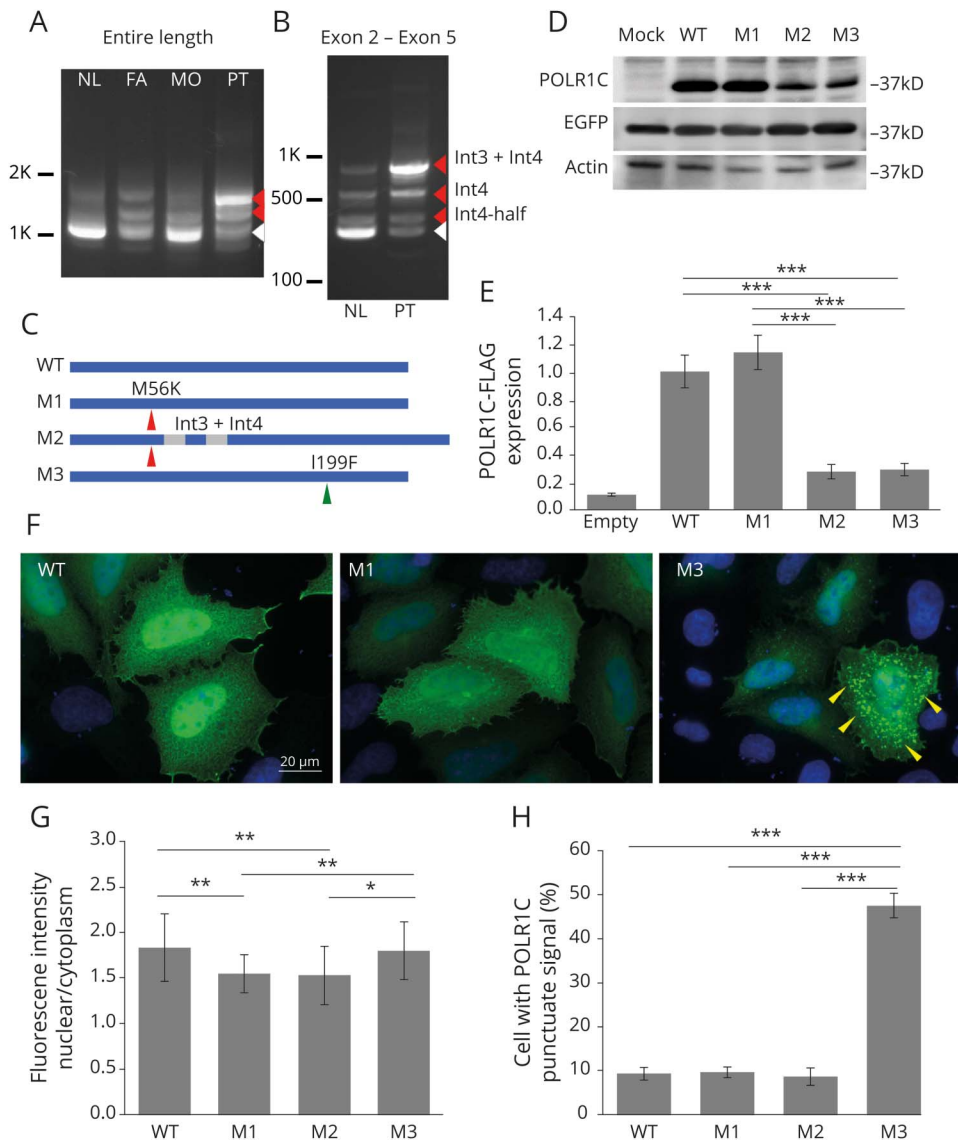 A
Entire length
NL FA MO PT
2K
1K
B
Exon 2 – Exon 5
1K
500
100
Int3 + Int4
Int4
Int4-half
NL PT
C
WT
M1
M56K
M2
Int3 + Int4
M3
I199F
D
Mock WT M1 M2 M3
POLR1C
–37kD
EGFP
–37kD
Actin
–37kD
E
***
***
***
***
POLR1C-FLAG
expression
1.4
1.2
1.0
0.8
0.6
0.4
0.2
0.0
Empty WT M1 M2 M3
F
WT
20 μm
M1
M3
G
Fluorescene intensity
nuclear/cytoplasm
3.0
2.5
2.0
1.5
1.0
0.5
0.0
**
**
**
*
WT M1 M2 M3
H
Cell with POLR1C
punctuate signal (%)
60
50
40
30
20
10
0
***
***
***
WT M1 M2 M3